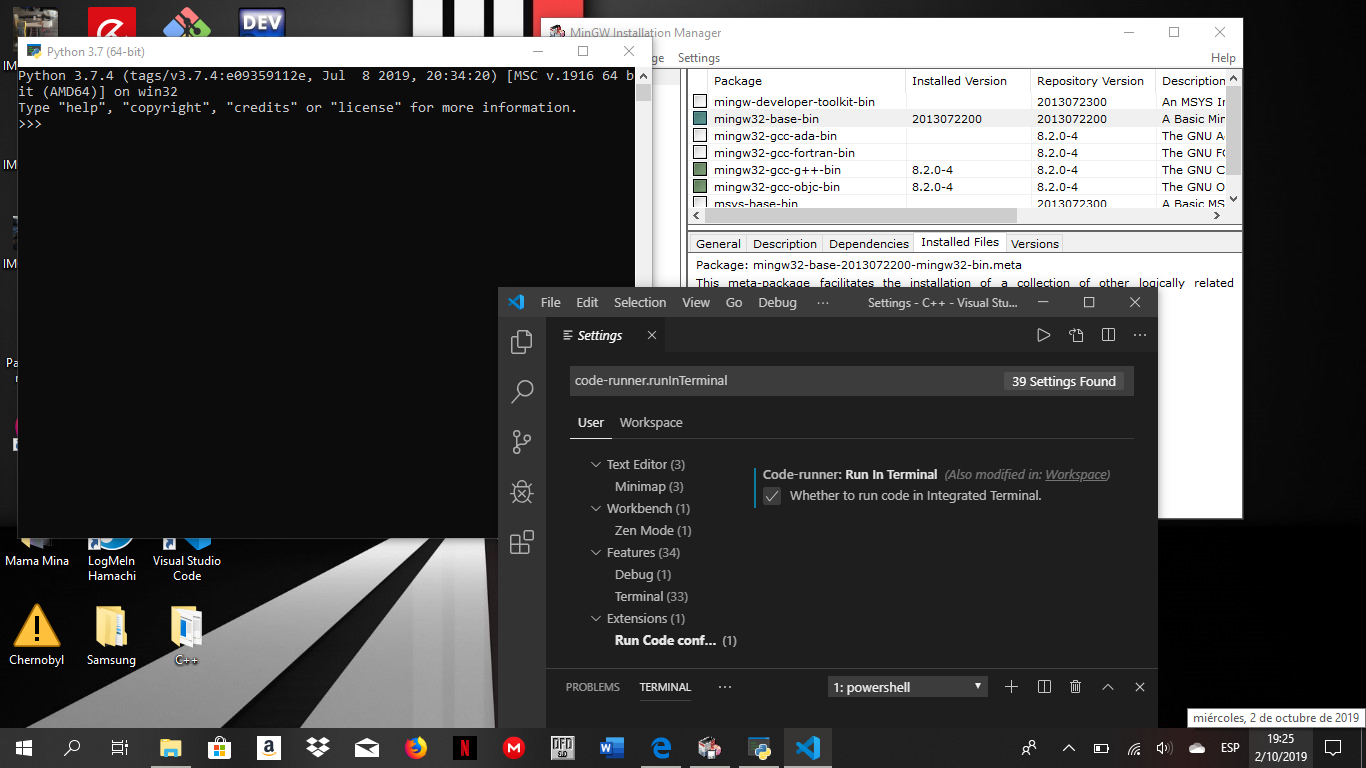 DEV
Python 3.7 (64-bit)
Python 3.7.4 (tags/v3.7.4:e09359112e, Jul  8 2019, 20:34:20) [MSC v.1916 64 b
it (AMD64)] on win32
Type "help", "copyright", "credits" or "license" for more information.
>>>
MinGW Installation Manager
Settings
Help
Package Installed Version Repository Version Description
mingw-developer-toolkit-bin 2013072300 An MSYS In
mingw32-base-bin 2013072200 2013072200 A Basic Min
mingw32-gcc-ada-bin 8.2.0-4 The GNU A
mingw32-gcc-fortran-bin 8.2.0-4 The GNU FO
mingw32-gcc-g++-bin 8.2.0-4 8.2.0-4 The GNU C
mingw32-gcc-objc-bin 8.2.0-4 8.2.0-4 The GNU O
msys-base-bin 2013072300 A Basic MS
General Description Dependencies Installed Files Versions
Package: mingw32-base-2013072200-mingw32-bin.meta
This meta-package facilitates the installation of a collection of other logically related
File Edit Selection View Go Debug ··· Settings - C++ - Visual Stu...
Settings
code-runner.runInTerminal
39 Settings Found
User Workspace
Text Editor (3)
Minimap (3)
Workbench (1)
Zen Mode (1)
Features (34)
Debug (1)
Terminal (33)
Extensions (1)
Run Code conf... (1)
Code-runner: Run In Terminal (Also modified in: Workspace)
Whether to run code in Integrated Terminal.
PROBLEMS TERMINAL ··· 1: powershell
Mama Mina
LogMeIn
Hamachi
Visual Studio
Code
Chernobyl
Samsung
C++
miércoles, 2 de octubre de 2019
ESP
19:25
2/10/2019